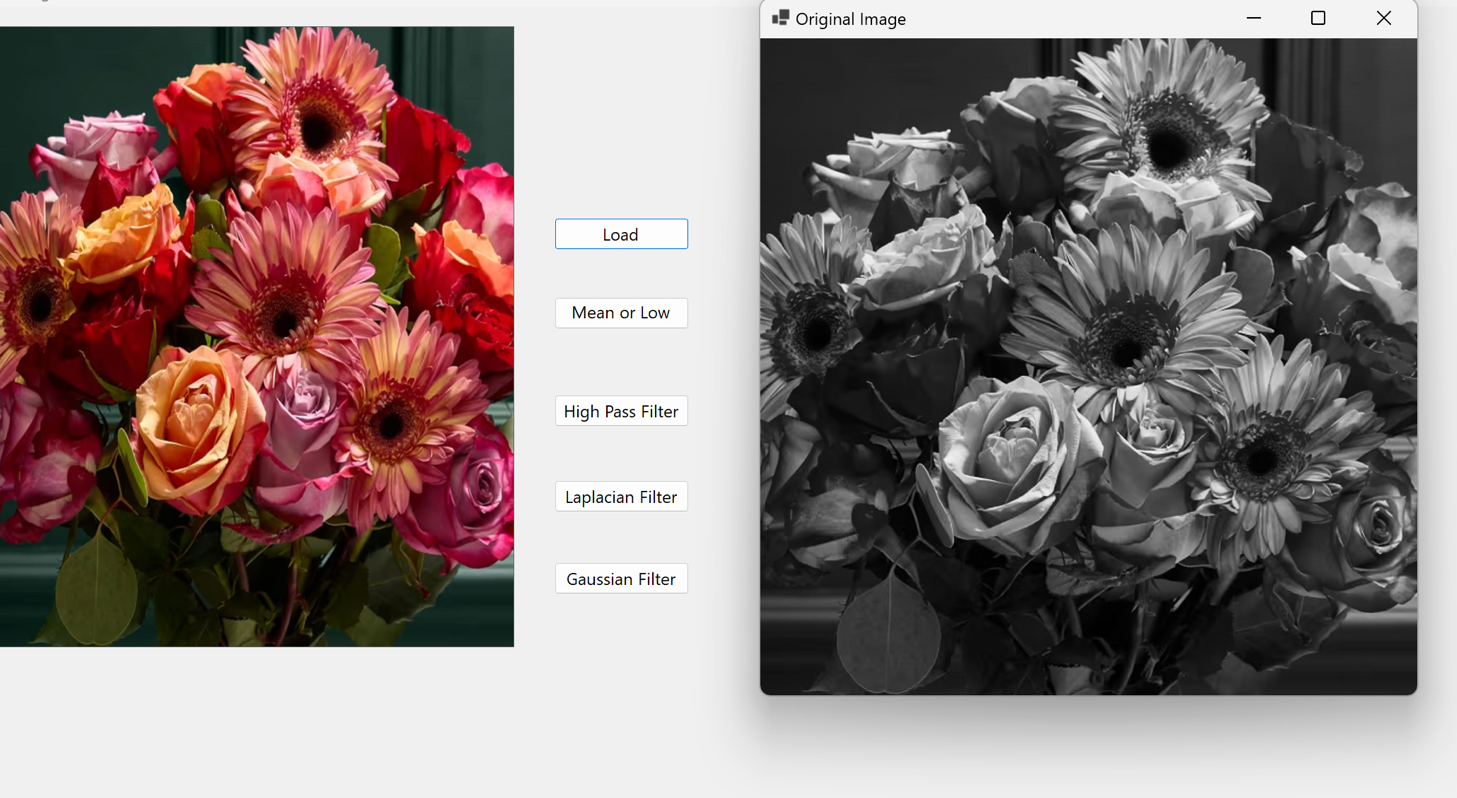 Original Image
Load
Mean or Low
High Pass Filter
Laplacian Filter
Gaussian Filter